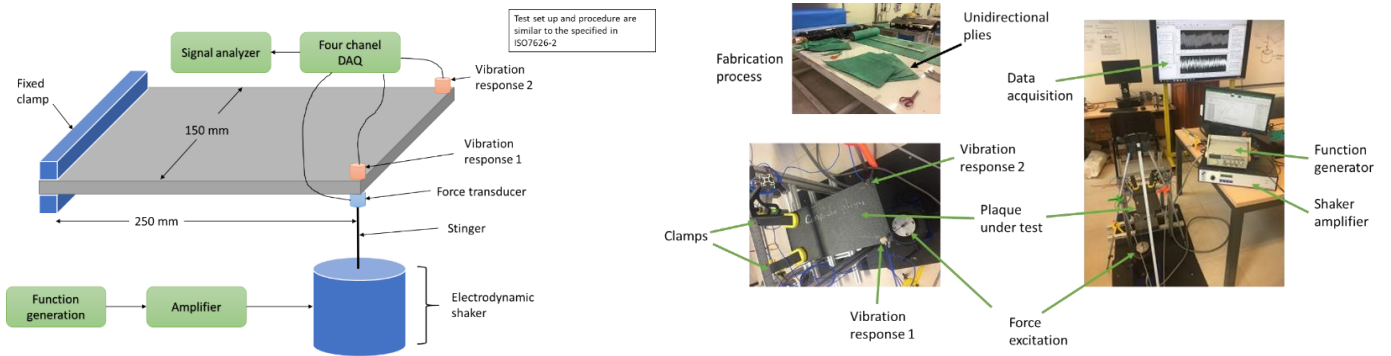 Test set up and procedure are
similar to the specified in
ISO7626-2
Signal analyzer
Four chanel
DAQ
Vibration
response 2
Fixed
clamp
150 mm
Vibration
response 1
Force transducer
250 mm
Stinger
Function
generation
Amplifier
Electrodynamic
shaker
Fabrication
process
Unidirectional
plies
Data
acquisition
Function
generator
Shaker
amplifier
Vibration
response 2
Clamps
Plaque
under test
Vibration
response 1
Force
excitation